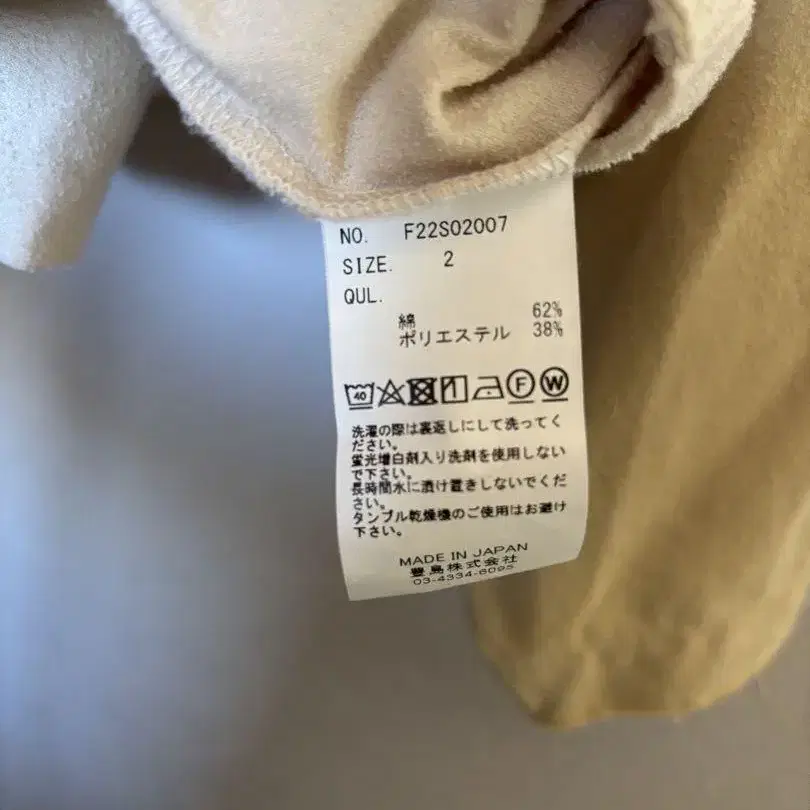 NO. F22S02007
SIZE. 2
QUL.
綿 62%
ポリエステル 38%
40 F W
洗濯の際は裏返しにして洗ってく
ださい。
蛍光増白剤入り洗剤を使用しない
で下さい。
長時間水に漬け置きしないでくだ
さい。
タンブル乾燥機のご使用はお避け
下さい。
MADE IN JAPAN
豊島株式会社
03-4334-6095